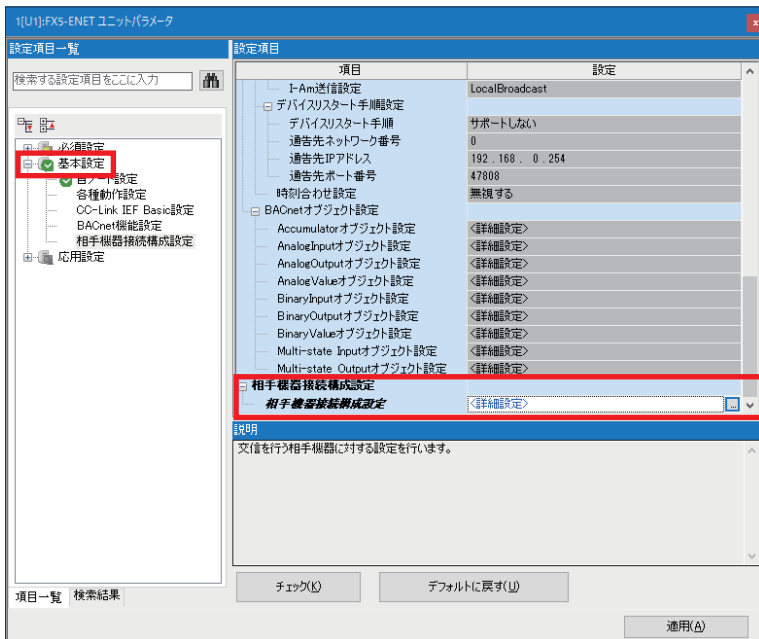 1[U1]:FX5-ENET ユニットパラメータ
設定項目一覧
検索する設定項目をここに入力
必須設定
基本設定
自ノード設定
各種動作設定
CC-Link IEF Basic設定
BACnet機能設定
相手機器接続構成設定
応用設定
項目一覧 検索結果
設定項目
項目 設定
I-Am送信設定 LocalBroadcast
デバイスリスタート手順設定
デバイスリスタート手順 サポートしない
通告先ネットワーク番号 0
通告先IPアドレス 192 . 168 . 0 . 254
通告先ポート番号 47808
時刻合わせ設定 無視する
BACnetオブジェクト設定
Accumulatorオブジェクト設定 <詳細設定>
AnalogInputオブジェクト設定 <詳細設定>
AnalogOutputオブジェクト設定 <詳細設定>
AnalogValueオブジェクト設定 <詳細設定>
BinaryInputオブジェクト設定 <詳細設定>
BinaryOutputオブジェクト設定 <詳細設定>
BinaryValueオブジェクト設定 <詳細設定>
Multi-state Inputオブジェクト設定 <詳細設定>
Multi-state Outputオブジェクト設定 <詳細設定>
相手機器接続構成設定
相手機器接続構成設定 <詳細設定> ...
説明
交信を行う相手機器に対する設定を行います。
チェック(K) デフォルトに戻す(U)
適用(A)